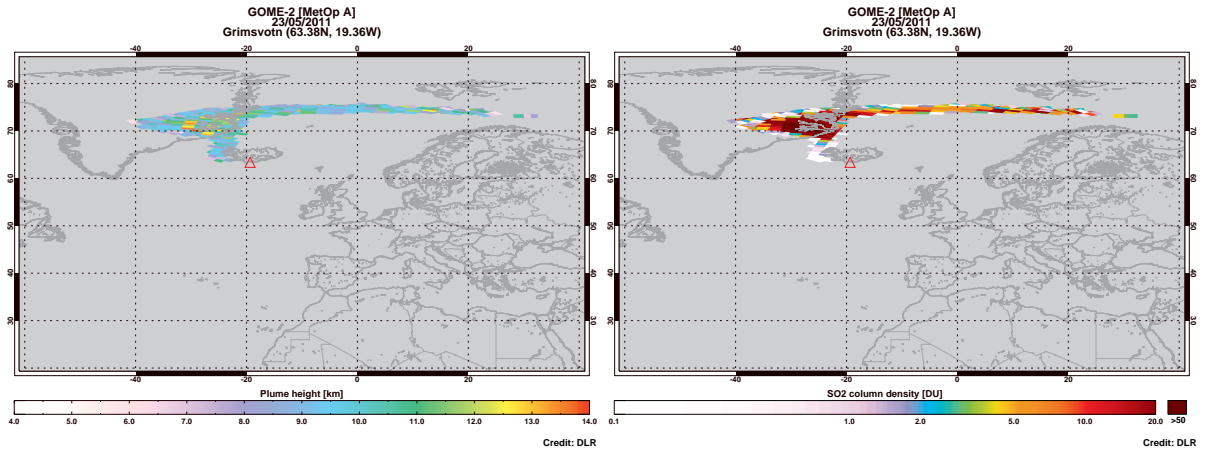 GOME-2 [MetOp A]
23/05/2011
Grimsvotn (63.38N, 19.36W)
-40 -20 0 20
80 80
70 70
60 60
50 50
40 40
30 30
-40 -20 0 20
Plume height [km]
4.0 5.0 6.0 7.0 8.0 9.0 10.0 11.0 12.0 13.0 14.0
Credit: DLR
GOME-2 [MetOp A]
23/05/2011
Grimsvotn (63.38N, 19.36W)
-40 -20 0 20
80 80
70 70
60 60
50 50
40 40
30 30
-40 -20 0 20
SO2 column density [DU]
0.1 1.0 2.0 5.0 10.0 20.0 >50
Credit: DLR